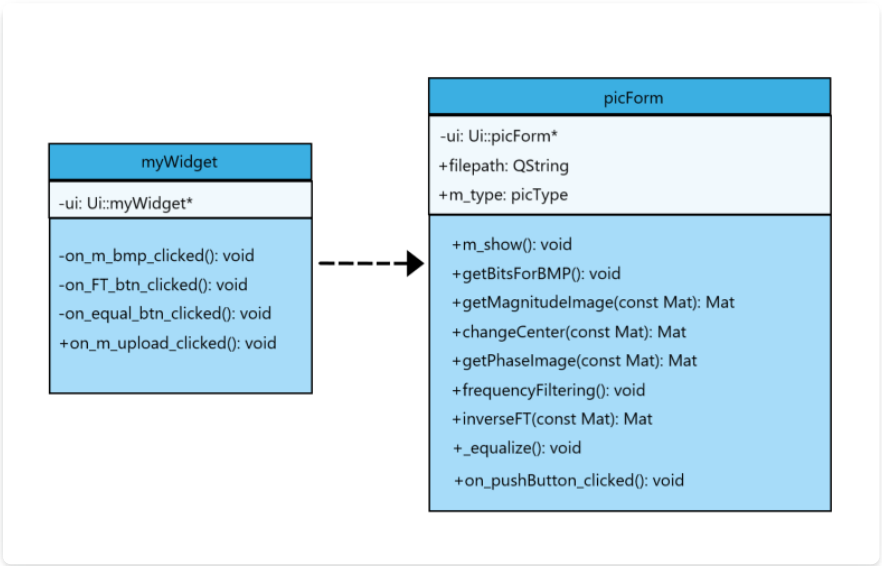 myWidget
-ui: Ui::myWidget*
-on_m_bmp_clicked(): void
-on_FT_btn_clicked(): void
-on_equal_btn_clicked(): void
+on_m_upload_clicked(): void
picForm
-ui: Ui::picForm*
+filepath: QString
+m_type: picType
+m_show(): void
+getBitsForBMP(): void
+getMagnitudeImage(const Mat): Mat
+changeCenter(const Mat): Mat
+getPhaseImage(const Mat): Mat
+frequencyFiltering(): void
+inverseFT(const Mat): Mat
+_equalize(): void
+on_pushButton_clicked(): void